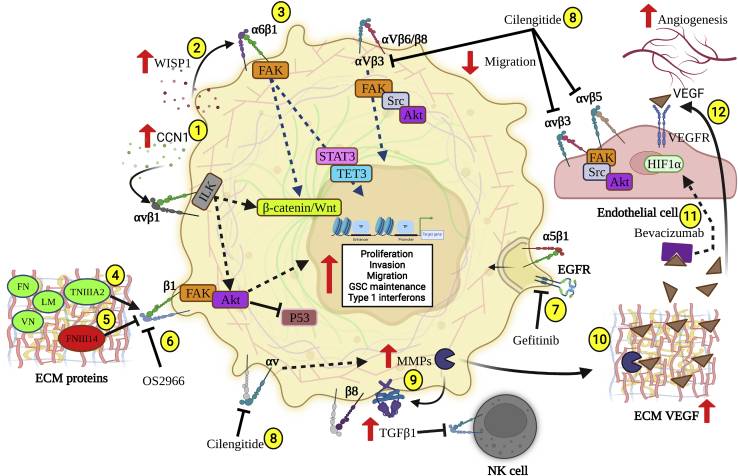 3
α6β1
αVβ6/β8
Cilengitide 8
Angiogenesis
2
WISP1
FAK
αVβ3
Migration
FAK
Src
Akt
αvβ5
αvβ3
VEGF
12
VEGFR
1
CCN1
STAT3
TET3
FAK
Src
Akt
HIF1α
ILK
αvβ1
β-catenin/Wnt
Endothelial cell 11
Bevacizumab
Enhancer
TF
Promoter
TF
Target gene
α5β1
EGFR
Proliferation
Invasion
Migration
GSC maintenance
Type 1 interferons
4
FN
TNIIIA2
LM
VN
5
FNIII14
β1
FAK
Akt
P53
6
7
Gefitinib
10
ECM proteins
OS2966
αv
MMPs
9
β8
Cilengitide 8
TGFβ1
NK cell
ECM VEGF